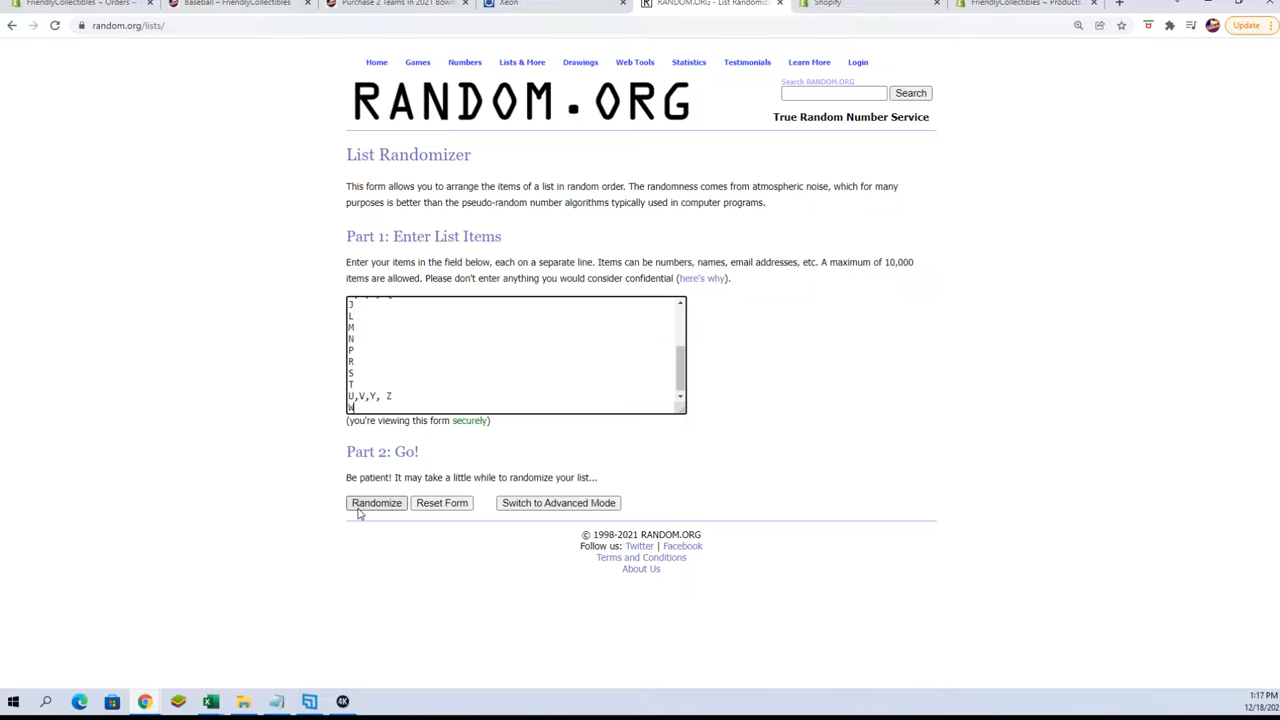 FriendlyCollectibles ~ Orders ~
Baseball – FriendlyCollectibles
Purchase 2 Teams in 2021 Bowm
Xeon
RANDOM.ORG - List Randomize
Shopify
FriendlyCollectibles ~ Products
random.org/lists/
Update
Home Games Numbers Lists & More Drawings Web Tools Statistics Testimonials Learn More Login
RANDOM.ORG
Search RANDOM.ORG
Search
True Random Number Service
List Randomizer
This form allows you to arrange the items of a list in random order. The randomness comes from atmospheric noise, which for many
purposes is better than the pseudo-random number algorithms typically used in computer programs.
Part 1: Enter List Items
Enter your items in the field below, each on a separate line. Items can be numbers, names, email addresses, etc. A maximum of 10,000
items are allowed. Please don't enter anything you would consider confidential (here's why).
J
L
M
N
P
R
S
T
U,V,Y, Z
W
(you're viewing this form securely)
Part 2: Go!
Be patient! It may take a little while to randomize your list...
Randomize Reset Form Switch to Advanced Mode
© 1998-2021 RANDOM.ORG
Follow us: Twitter | Facebook
Terms and Conditions
About Us
4K
1:17 PM
12/18/202